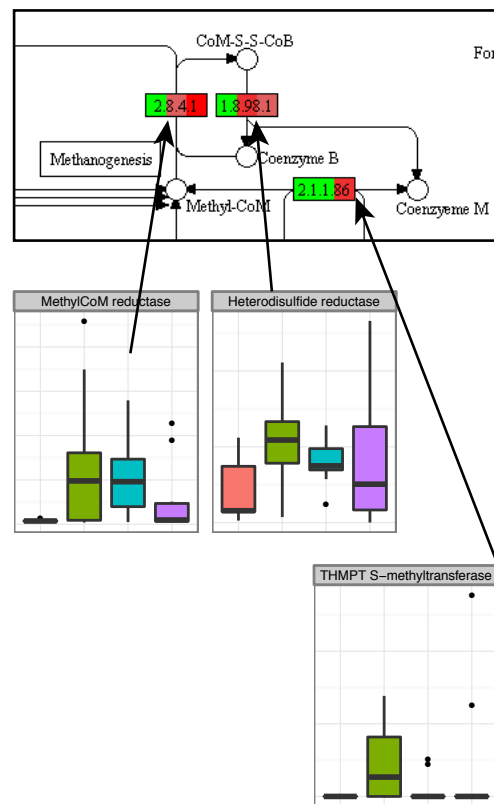 CoM-S-S-CoB
For
2.8.4.1
1.8.98.1
Methanogenesis
Coenzyme B
2.1.1.86
Methyl-CoM
Coenzyeme M
MethylCoM reductase
Heterodisulfide reductase
THMPT S−methyltransferase